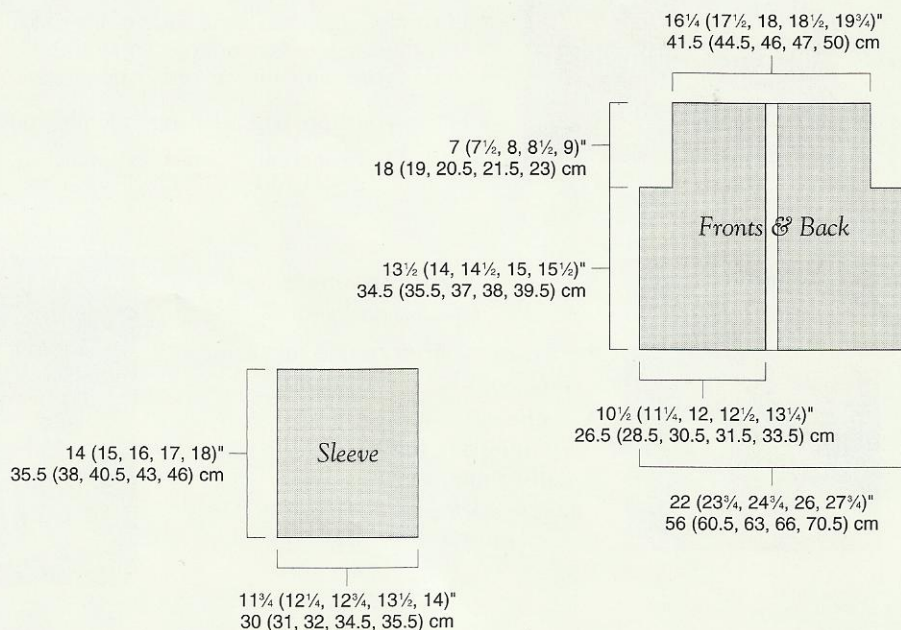 16¼ (17½, 18, 18½, 19¾)"
41.5 (44.5, 46, 47, 50) cm
7 (7½, 8, 8½, 9)"
18 (19, 20.5, 21.5, 23) cm
Fronts & Back
13½ (14, 14½, 15, 15½)"
34.5 (35.5, 37, 38, 39.5) cm
10½ (11¼, 12, 12½, 13¼)"
26.5 (28.5, 30.5, 31.5, 33.5) cm
14 (15, 16, 17, 18)"
35.5 (38, 40.5, 43, 46) cm
Sleeve
22 (23¾, 24¾, 26, 27¾)"
56 (60.5, 63, 66, 70.5) cm
11¾ (12¼, 12¾, 13½, 14)"
30 (31, 32, 34.5, 35.5) cm